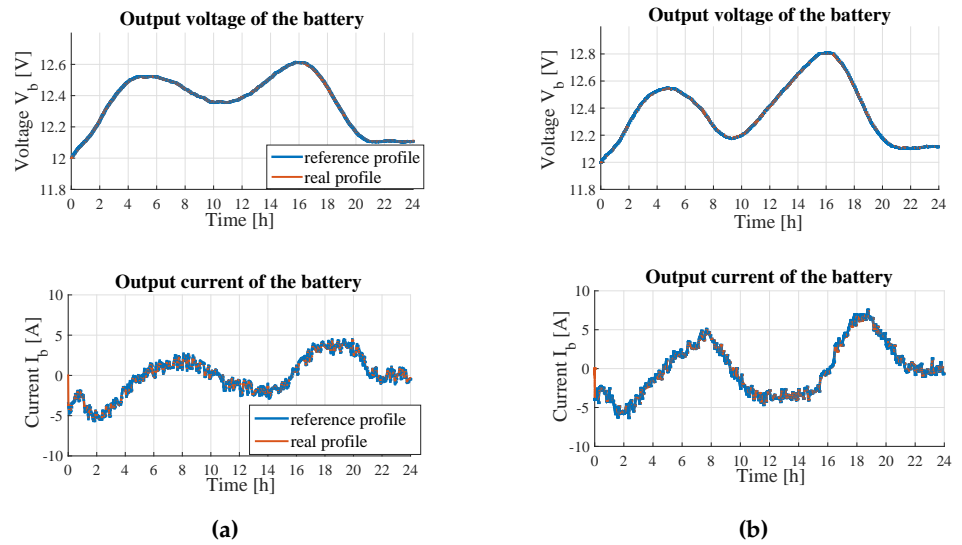 Output voltage of the battery
Voltage V_b [V]
12.6
12.4
12.2
12
11.8
0 2 4 6 8 10 12 14 16 18 20 22 24
Time [h]
reference profile
real profile
Output voltage of the battery
Voltage V_b [V]
12.8
12.6
12.4
12.2
12
11.8
0 2 4 6 8 10 12 14 16 18 20 22 24
Time [h]
Output current of the battery
Current I_b [A]
10
5
0
-5
-10
0 2 4 6 8 10 12 14 16 18 20 22 24
Time [h]
reference profile
real profile
Output current of the battery
Current I_b [A]
10
5
0
-5
-10
0 2 4 6 8 10 12 14 16 18 20 22 24
Time [h]
(a)
(b)